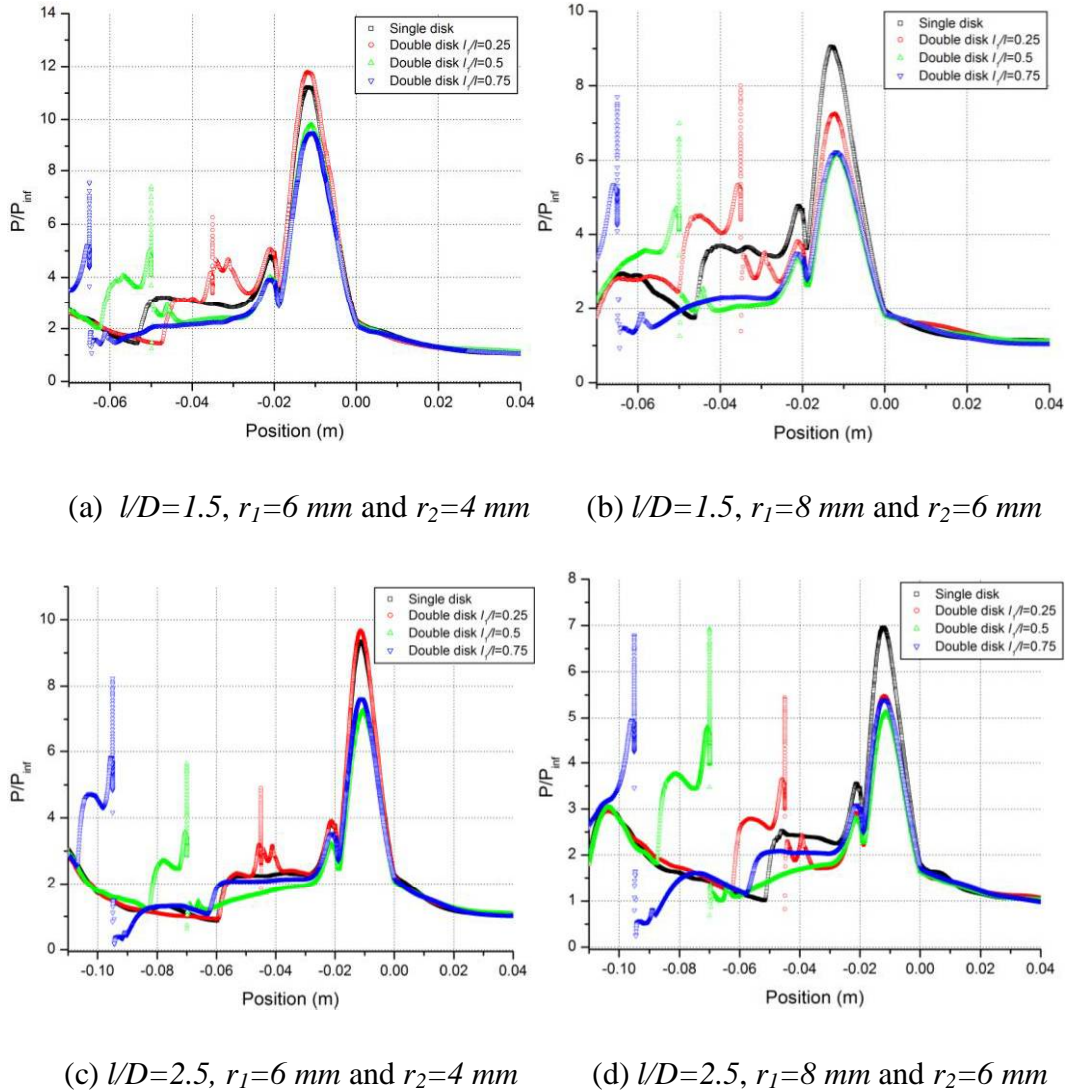 Single disk
Double disk l₁/l=0.25
Double disk l₁/l=0.5
Double disk l₁/l=0.75
14
12
10
8
6
4
2
0
P/P_inf
-0.06
-0.04
-0.02
0.00
0.02
0.04
Position (m)
(a) l/D=1.5, r₁=6 mm and r₂=4 mm
Single disk
Double disk l₁/l=0.25
Double disk l₁/l=0.5
Double disk l₁/l=0.75
10
8
6
4
2
0
P/P_inf
-0.06
-0.04
-0.02
0.00
0.02
0.04
Position (m)
(b) l/D=1.5, r₁=8 mm and r₂=6 mm
Single disk
Double disk l₁/l=0.25
Double disk l₁/l=0.5
Double disk l₁/l=0.75
10
8
6
4
2
0
P/P_inf
-0.10
-0.08
-0.06
-0.04
-0.02
0.00
0.02
0.04
Position (m)
(c) l/D=2.5, r₁=6 mm and r₂=4 mm
Single disk
Double disk l₁/l=0.25
Double disk l₁/l=0.5
Double disk l₁/l=0.75
8
7
6
5
4
3
2
1
0
P/P_inf
-0.10
-0.08
-0.06
-0.04
-0.02
0.00
0.02
0.04
Position (m)
(d) l/D=2.5, r₁=8 mm and r₂=6 mm